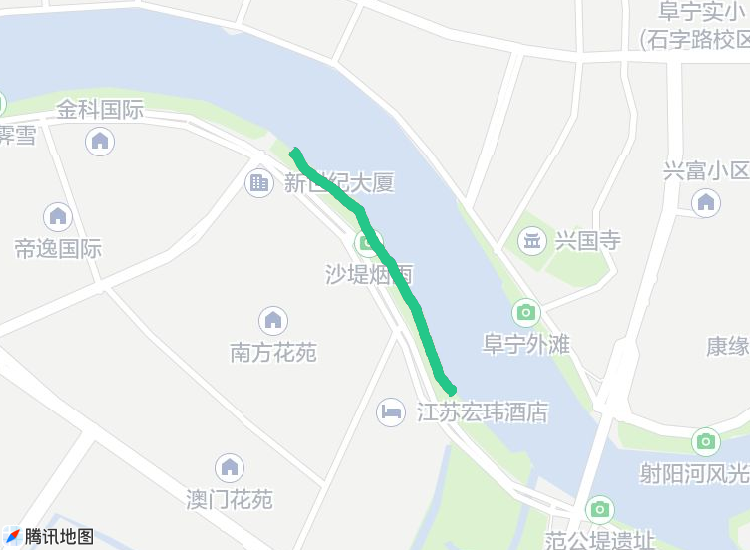 阜宁实小
(石字路校区
金科国际
霁雪
兴富小区
新世纪大厦
帝逸国际
兴国寺
沙堤烟雨
阜宁外滩
康缘
南方花苑
江苏宏玮酒店
射阳河风光
澳门花苑
范公堤遗址
腾讯地图